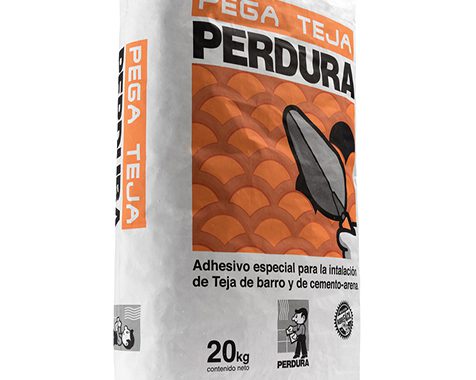 PEGA TEJA
PERDURA
Adhesivo especial para la intalación
de Teja de barro y de cemento-arena
20kg
contenido neto
PERDURA
PEGA TEJA
PERDURA